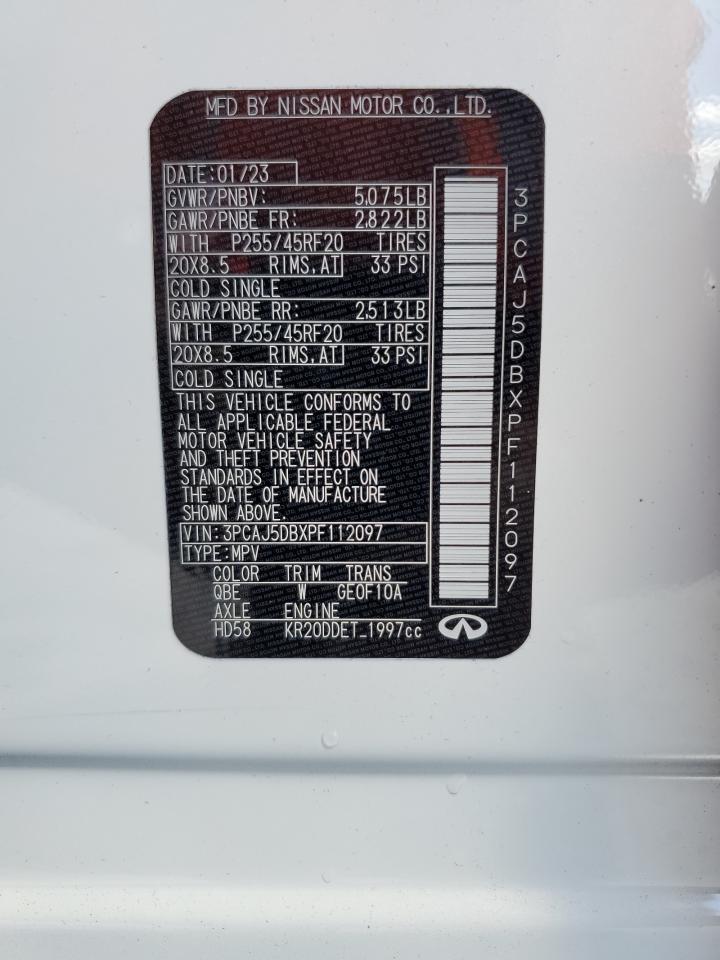 MFD BY NISSAN MOTOR CO.,LTD.
DATE:01/23
GVWR/PNBV: 5,075LB
GAWR/PNBE FR: 2,822LB
WITH P255/45RF20 TIRES
20X8.5 RIMS,AT 33 PSI
COLD SINGLE
GAWR/PNBE RR: 2,513LB
WITH P255/45RF20 TIRES
20X8.5 RIMS,AT 33 PSI
COLD SINGLE
THIS VEHICLE CONFORMS TO
ALL APPLICABLE FEDERAL
MOTOR VEHICLE SAFETY
AND THEFT PREVENTION
STANDARDS IN EFFECT ON
THE DATE OF MANUFACTURE
SHOWN ABOVE.
VIN:3PCAJ5DBXPF112097
TYPE:MPV
COLOR TRIM TRANS
QBE W GE0F10A
AXLE ENGINE
HD58 KR20DDET_1997cc
3PCAJ5DBXPF112097